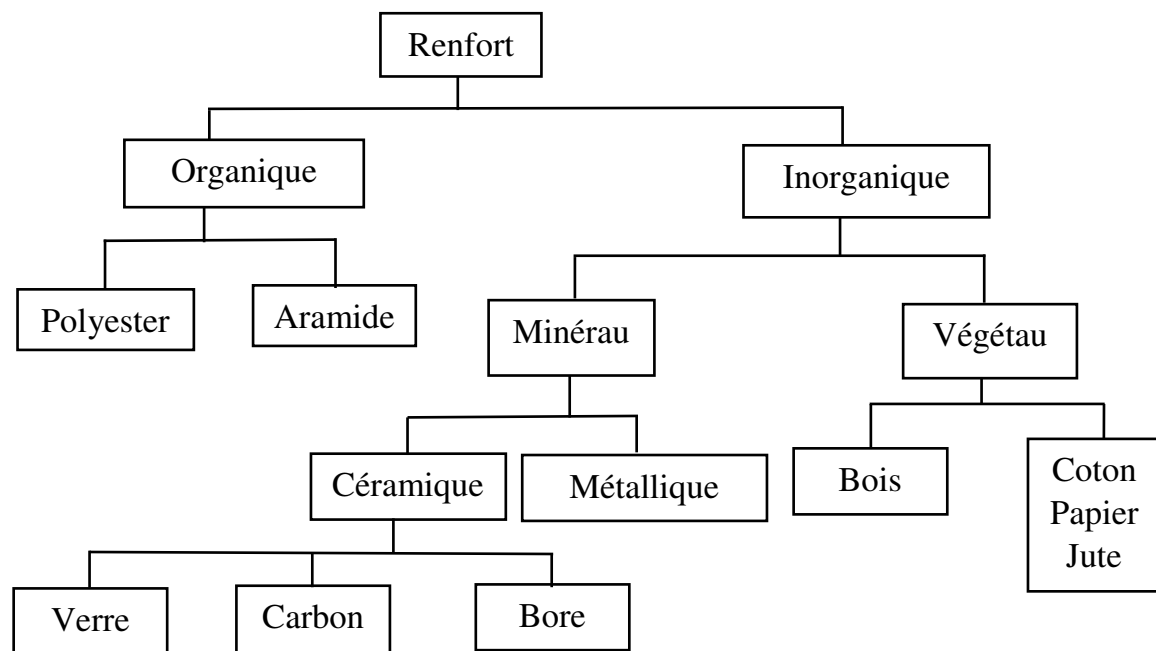 Renfort
Organique
Inorganique
Polyester
Aramide
Minérau
Végétau
Céramique
Métallique
Bois
Coton
Papier
Jute
Verre
Carbon
Bore